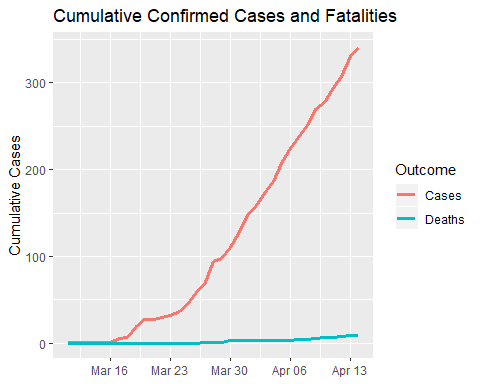 Cumulative Confirmed Cases and Fatalities
Cumulative Cases
300
200
100
0
Mar 16
Mar 23
Mar 30
Apr 06
Apr 13
Outcome
Cases
Deaths